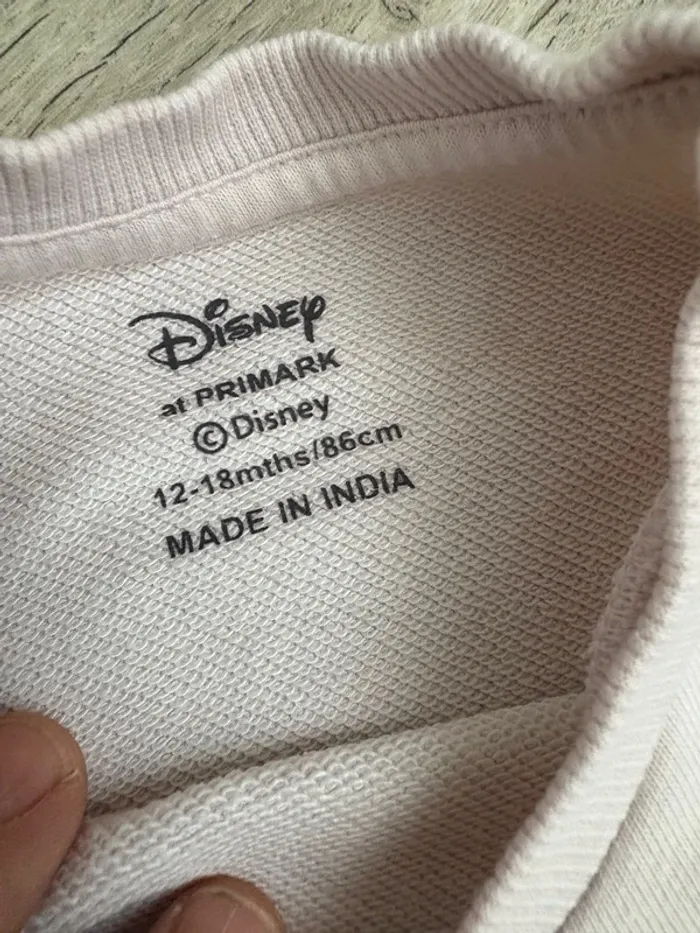 Disney
at PRIMARK
©Disney
12-18mths/86cm
MADE IN INDIA